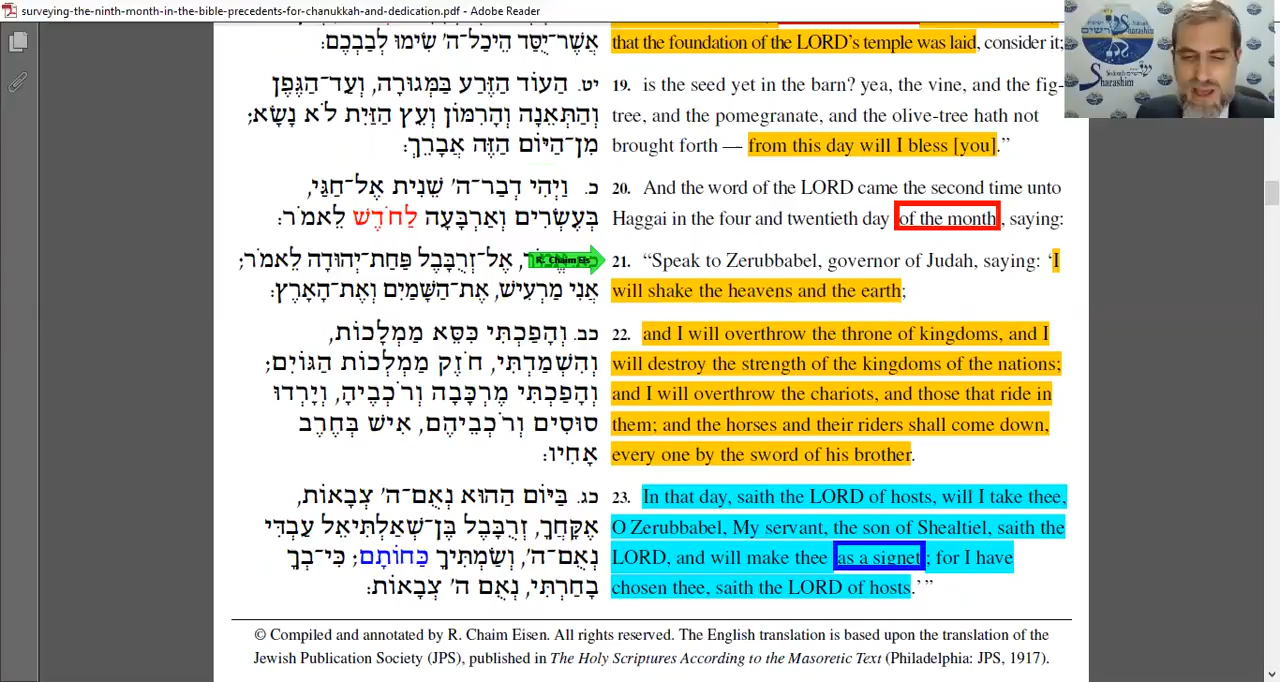 surveying-the-ninth-month-in-the-bible-precedents-for-chanukkah-and-dedication.pdf - Adobe Reader
Sharashim
שרשים
אֲשֶׁר־יֻסַּד הֵיכַל־ה' שִׂימוּ לְבַבְכֶם:
that the foundation of the LORD's temple was laid, consider it;
יט. הַעוֹד הַזֶּרַע בַּמְּגוּרָה, וְעַד־הַגֶּפֶן
וְהַתְּאֵנָה וְהָרִמּוֹן וְעֵץ הַזַּיִת לֹא נָשָׂא;
מִן־הַיּוֹם הַזֶּה אֲבָרֵךְ:
19. is the seed yet in the barn? yea, the vine, and the fig-
tree, and the pomegranate, and the olive-tree hath not
brought forth — from this day will I bless [you].”
כ. וַיְהִי דְבַר־ה' שֵׁנִית אֶל־חַגַּי,
בְּעֶשְׂרִים וְאַרְבָּעָה לַחֹדֶשׁ לֵאמֹר:
20. And the word of the LORD came the second time unto
Haggai in the four and twentieth day of the month, saying:
אֶל־זְרֻבָּבֶל פַּחַת־יְהוּדָה לֵאמֹר;
אֲנִי מַרְעִישׁ, אֶת־הַשָּׁמַיִם וְאֶת־הָאָרֶץ:
R. Chaim Eis
21. “Speak to Zerubbabel, governor of Judah, saying: ‘I
will shake the heavens and the earth;
כב. וְהָפַכְתִּי כִּסֵּא מַמְלָכוֹת,
וְהִשְׁמַדְתִּי, חֹזֶק מַמְלְכוֹת הַגּוֹיִם;
וְהָפַכְתִּי מֶרְכָּבָה וְרֹכְבֶיהָ, וְיָרְדוּ
סוּסִים וְרֹכְבֵיהֶם, אִישׁ בְּחֶרֶב
אָחִיו:
22. and I will overthrow the throne of kingdoms, and I
will destroy the strength of the kingdoms of the nations;
and I will overthrow the chariots, and those that ride in
them; and the horses and their riders shall come down,
every one by the sword of his brother.
כג. בַּיּוֹם הַהוּא נְאֻם־ה' צְבָאוֹת,
אֶקָּחֲךָ, זְרֻבָּבֶל בֶּן־שְׁאַלְתִּיאֵל עַבְדִּי
נְאֻם־ה', וְשַׂמְתִּיךָ כַּחוֹתָם; כִּי־בְךָ
בָחַרְתִּי, נְאֻם ה' צְבָאוֹת:
23. In that day, saith the LORD of hosts, will I take thee,
O Zerubbabel, My servant, the son of Shealtiel, saith the
LORD, and will make thee as a signet; for I have
chosen thee, saith the LORD of hosts.’ ”
© Compiled and annotated by R. Chaim Eisen. All rights reserved. The English translation is based upon the translation of the
Jewish Publication Society (JPS), published in The Holy Scriptures According to the Masoretic Text (Philadelphia: JPS, 1917).